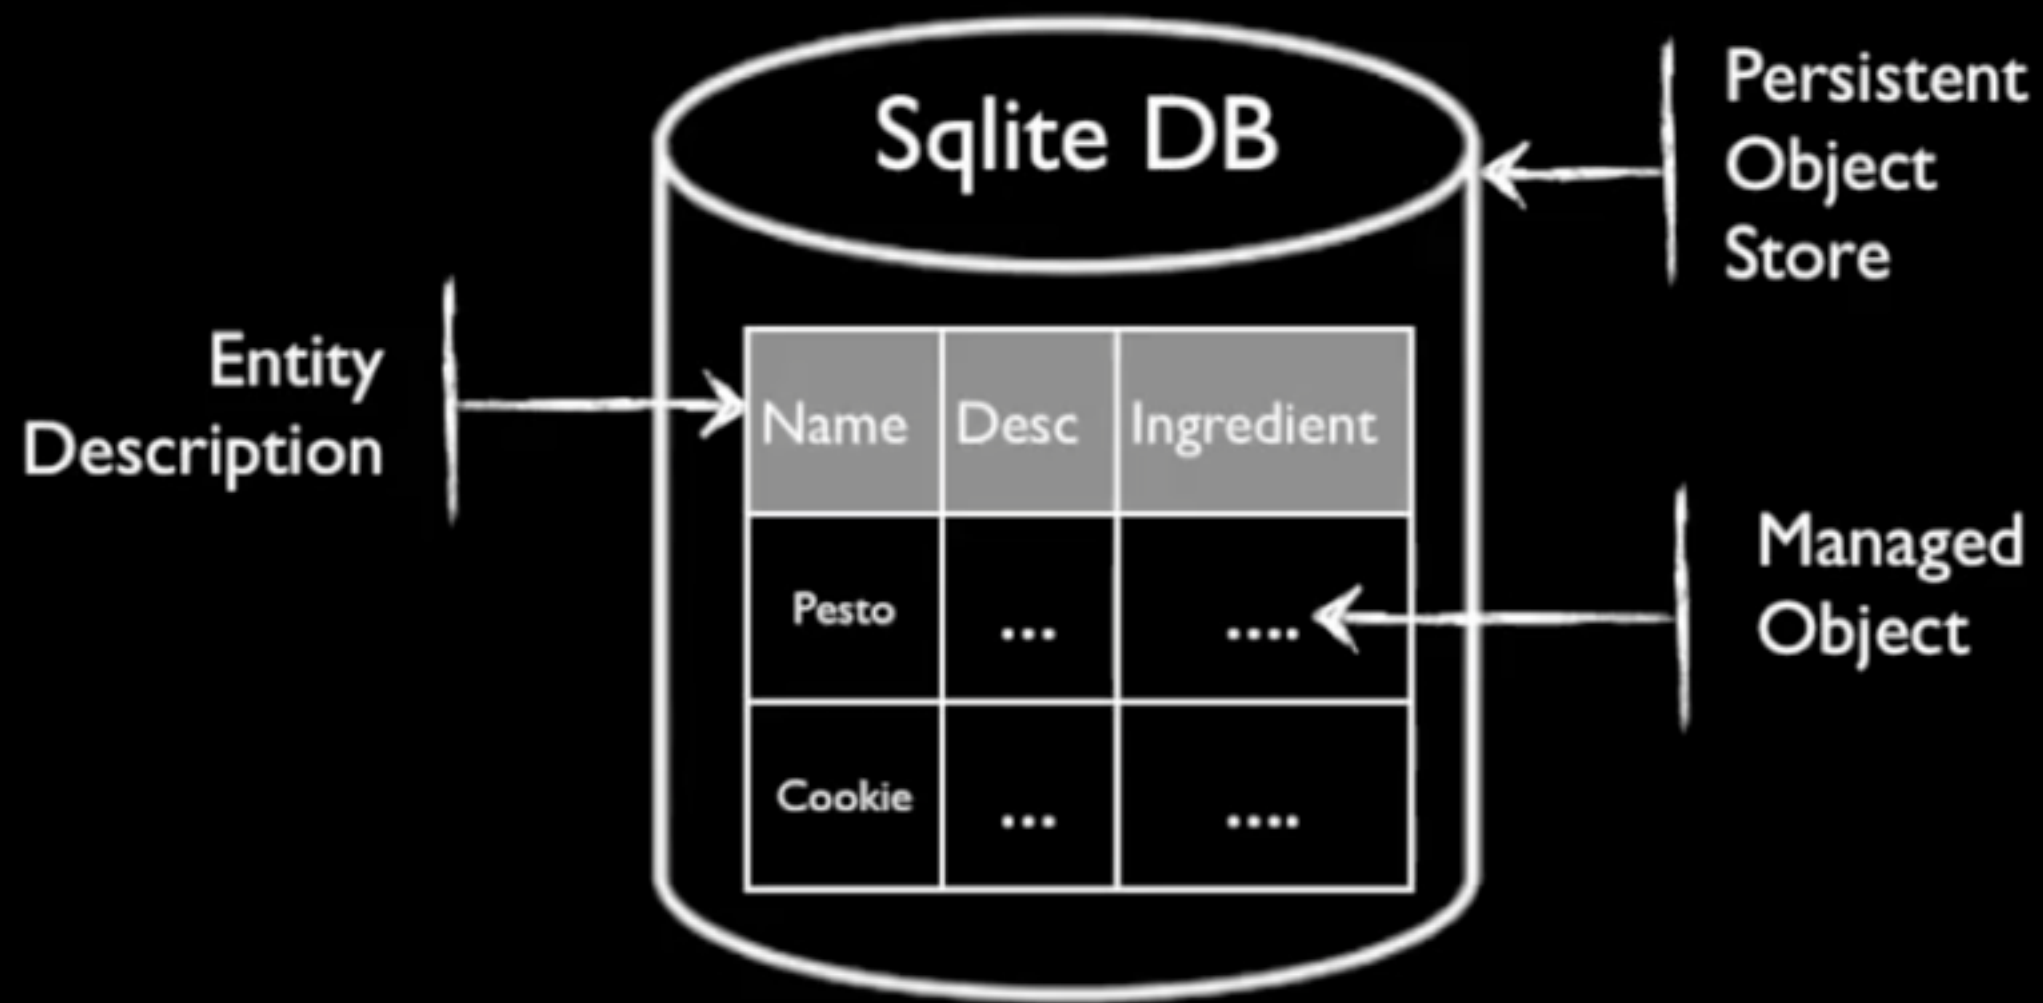 Sqlite DB
Persistent
Object
Store
Entity
Description
Name Desc Ingredient
Managed
Object
Pesto ... ....
Cookie ... ....